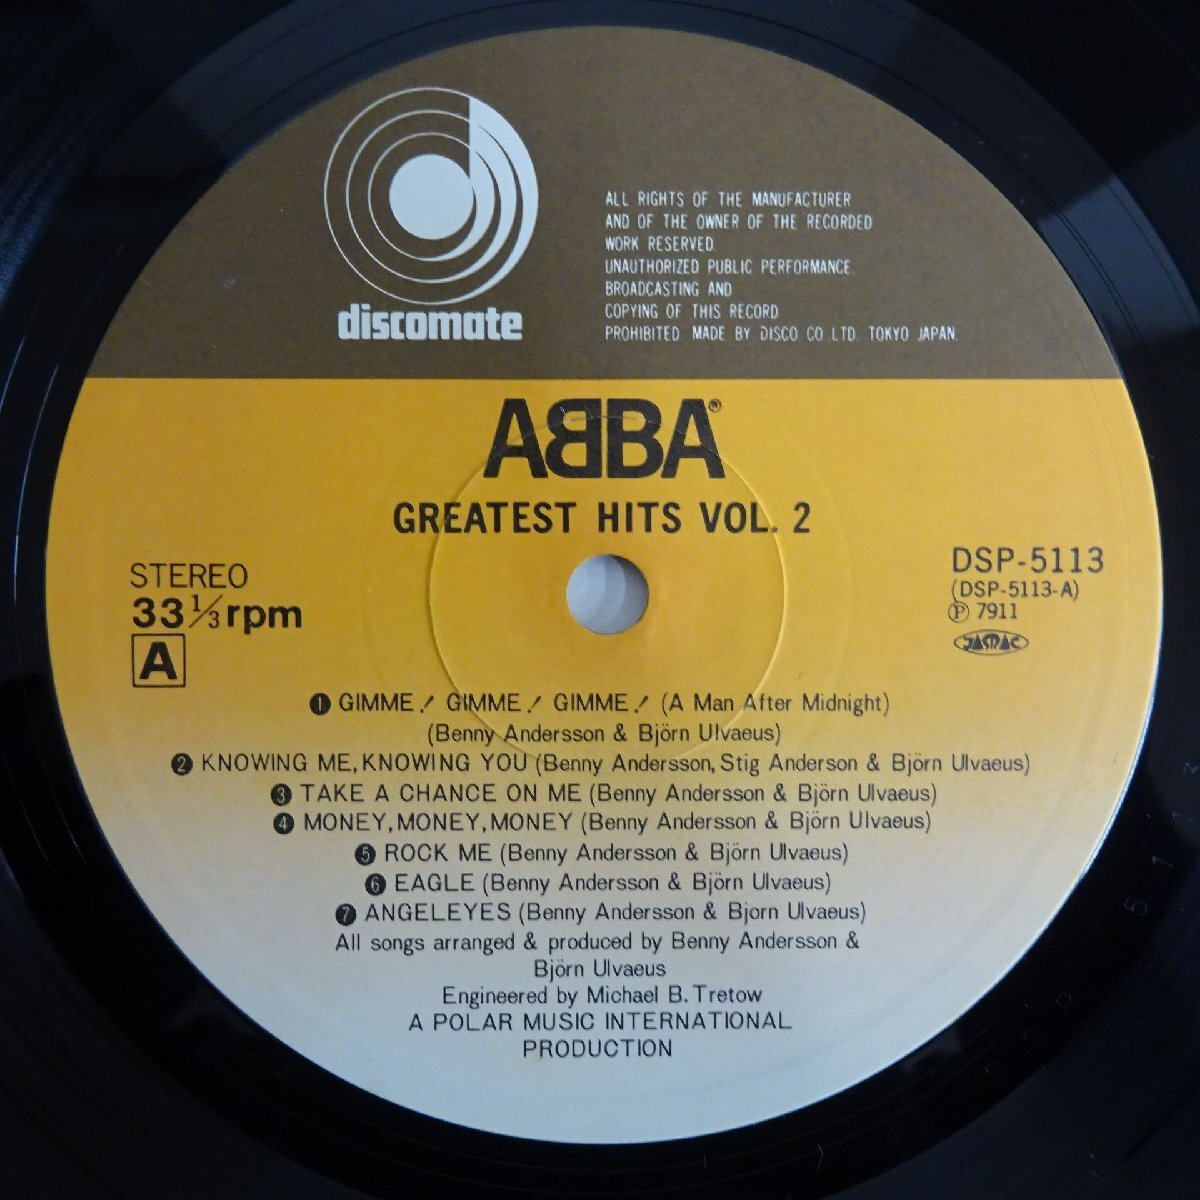 discomate
ALL RIGHTS OF THE MANUFACTURER
AND OF THE OWNER OF THE RECORDED
WORK RESERVED.
UNAUTHORIZED PUBLIC PERFORMANCE,
BROADCASTING AND
COPYING OF THIS RECORD
PROHIBITED. MADE BY DISCO CO. LTD. TOKYO JAPAN.
ABBA®
GREATEST HITS VOL. 2
STEREO
33 1/3 rpm
A
DSP-5113
(DSP-5113-A)
Ⓟ 7911
JASRAC
❶ GIMME! GIMME! GIMME! (A Man After Midnight)
(Benny Andersson & Björn Ulvaeus)
❷ KNOWING ME, KNOWING YOU (Benny Andersson, Stig Anderson & Björn Ulvaeus)
❸ TAKE A CHANCE ON ME (Benny Andersson & Björn Ulvaeus)
❹ MONEY, MONEY, MONEY (Benny Andersson & Björn Ulvaeus)
❺ ROCK ME (Benny Andersson & Björn Ulvaeus)
❻ EAGLE (Benny Andersson & Björn Ulvaeus)
❼ ANGELEYES (Benny Andersson & Bjorn Ulvaeus)
All songs arranged & produced by Benny Andersson &
Björn Ulvaeus
Engineered by Michael B. Tretow
A POLAR MUSIC INTERNATIONAL
PRODUCTION